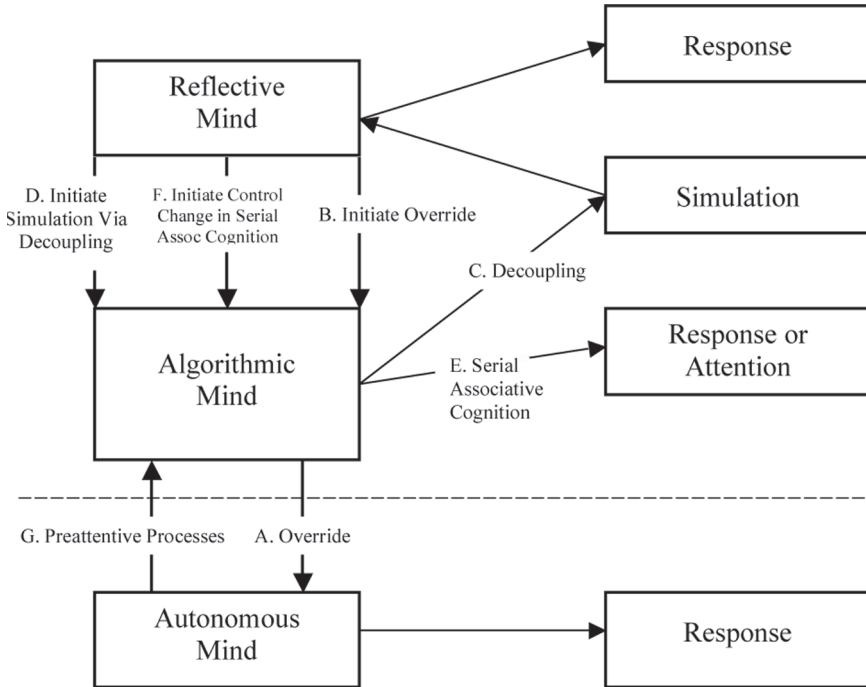 Response
Reflective
Mind
D. Initiate
Simulation Via
Decoupling
F. Initiate Control
Change in Serial
Assoc Cognition
B. Initiate Override
Simulation
C. Decoupling
Algorithmic
Mind
E. Serial
Associative
Cognition
Response or
Attention
G. Preattentive Processes
A. Override
Autonomous
Mind
Response